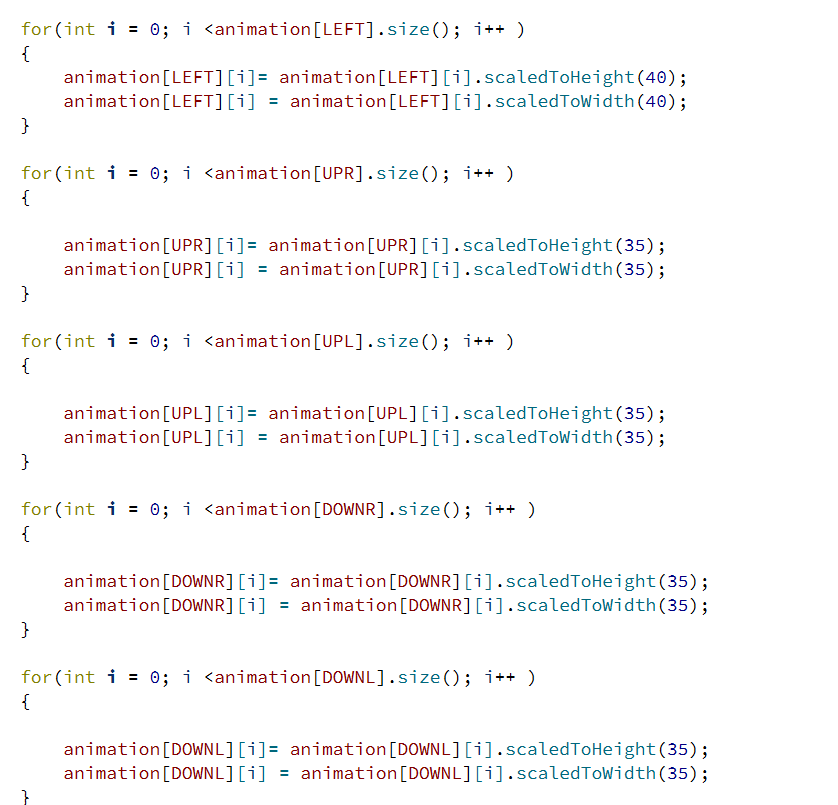 for(int i = 0; i <animation[LEFT].size(); i++ )
{
    animation[LEFT][i]= animation[LEFT][i].scaledToHeight(40);
    animation[LEFT][i] = animation[LEFT][i].scaledToWidth(40);
}

for(int i = 0; i <animation[UPR].size(); i++ )
{

    animation[UPR][i]= animation[UPR][i].scaledToHeight(35);
    animation[UPR][i] = animation[UPR][i].scaledToWidth(35);
}

for(int i = 0; i <animation[UPL].size(); i++ )
{

    animation[UPL][i]= animation[UPL][i].scaledToHeight(35);
    animation[UPL][i] = animation[UPL][i].scaledToWidth(35);
}

for(int i = 0; i <animation[DOWNR].size(); i++ )
{

    animation[DOWNR][i]= animation[DOWNR][i].scaledToHeight(35);
    animation[DOWNR][i] = animation[DOWNR][i].scaledToWidth(35);
}

for(int i = 0; i <animation[DOWNL].size(); i++ )
{

    animation[DOWNL][i]= animation[DOWNL][i].scaledToHeight(35);
    animation[DOWNL][i] = animation[DOWNL][i].scaledToWidth(35);
}